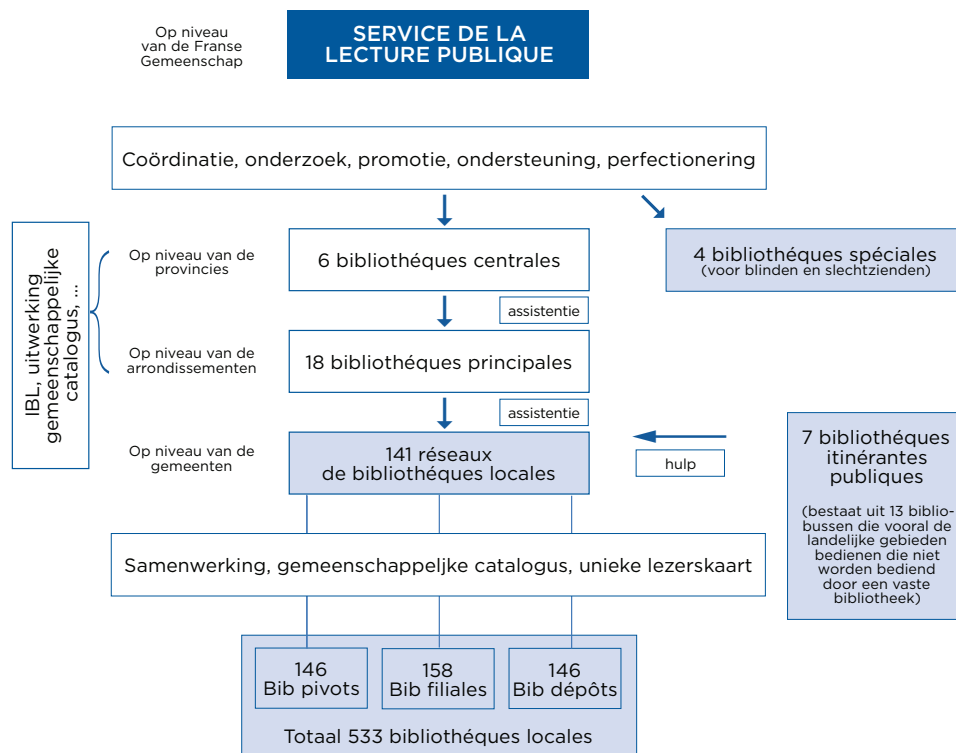 Op niveau
van de Franse
Gemeenschap
SERVICE DE LA
LECTURE PUBLIQUE
Coördinatie, onderzoek, promotie, ondersteuning, perfectionering
IBL, uitwerking
gemeenschappelijke
catalogus, ...
Op niveau van de
provincies
6 bibliothéques centrales
4 bibliothéques spéciales
(voor blinden en slechtzienden)
assistentie
Op niveau van de
arrondissementen
18 bibliothéques principales
assistentie
Op niveau van de
gemeenten
141 réseaux
de bibliothéques locales
hulp
7 bibliothéques
itinérantes
publiques
(bestaat uit 13 biblio-
bussen die vooral de
landelijke gebieden
bedienen die niet
worden bediend
door een vaste
bibliotheek)
Samenwerking, gemeenschappeljke catalogus, unieke lezerskaart
146
Bib pivots
158
Bib filiales
146
Bib dépôts
Totaal 533 bibliothéques locales